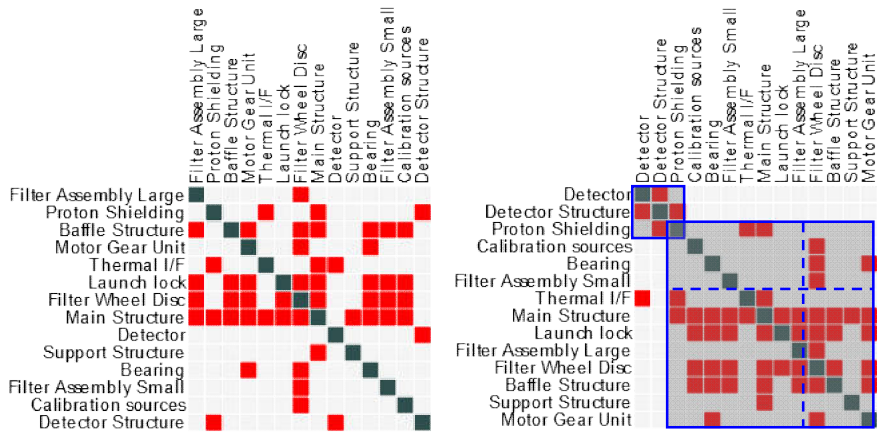 Filter Assembly Large
Proton Shielding
Baffle Structure
Motor Gear Unit
Thermal I/F
Launch lock
Filter Wheel Disc
Main Structure
Detector
Support Structure
Bearing
Filter Assembly Small
Calibration sources
Detector Structure
Filter Assembly Large
Proton Shielding
Baffle Structure
Motor Gear Unit
Thermal I/F
Launch lock
Filter Wheel Disc
Main Structure
Detector
Support Structure
Bearing
Filter Assembly Small
Calibration sources
Detector Structure
Detector
Detector Structure
Proton Shielding
Calibration sources
Bearing
Filter Assembly Small
Thermal I/F
Main Structure
Launch lock
Filter Assembly Large
Filter Wheel Disc
Baffle Structure
Support Structure
Motor Gear Unit
Detector
Detector Structure
Proton Shielding
Calibration sources
Bearing
Filter Assembly Small
Thermal I/F
Main Structure
Launch lock
Filter Assembly Large
Filter Wheel Disc
Baffle Structure
Support Structure
Motor Gear Unit